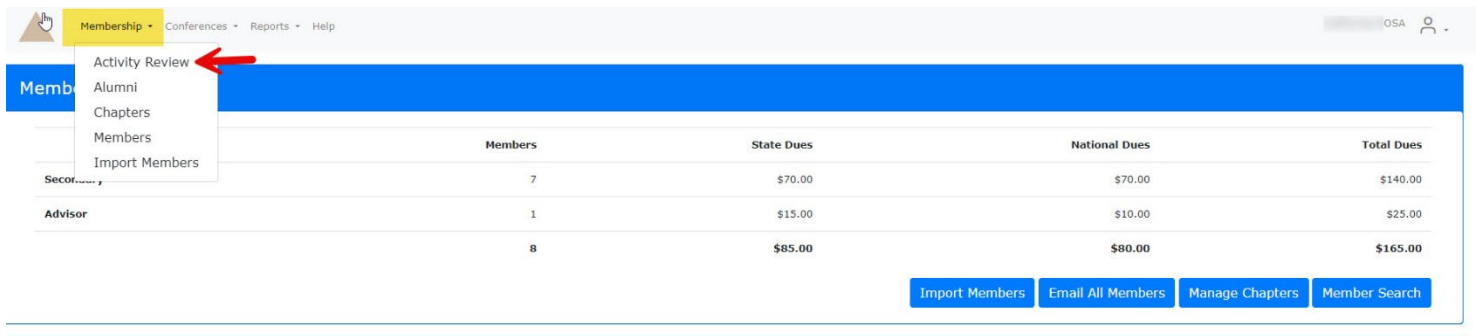 Membership Conferences Reports Help OSA
Activity Review
Alumni
Chapters
Members
Import Members
Memb
Members State Dues National Dues Total Dues
Secondary 7 $70.00 $70.00 $140.00
Advisor 1 $15.00 $10.00 $25.00
8 $85.00 $80.00 $165.00
Import Members Email All Members Manage Chapters Member Search